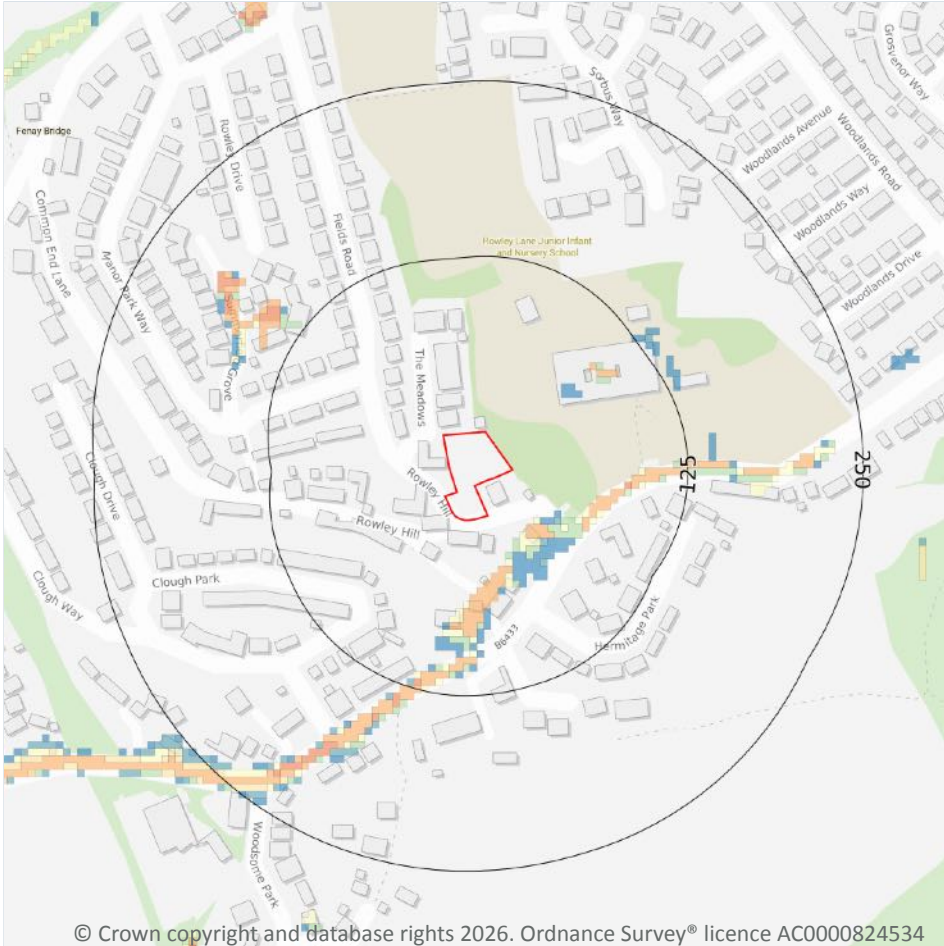 Grosvenor Way
Sorbus Way
Fenay Bridge
Rowley Drive
Woodlands Avenue
Woodlands Road
Common End Lane
Fields Road
Woodlands Way
Manor Park Way
Rowley Lane Junior Infant
and Nursery School
Woodlands Drive
Grove
The Meadows
125
250
Clough Drive
Rowley Hill
Rowley Hill
Clough Park
Clough Way
B6433
Hermitage Park
Woodsome Park
© Crown copyright and database rights 2026. Ordnance Survey® licence AC0000824534